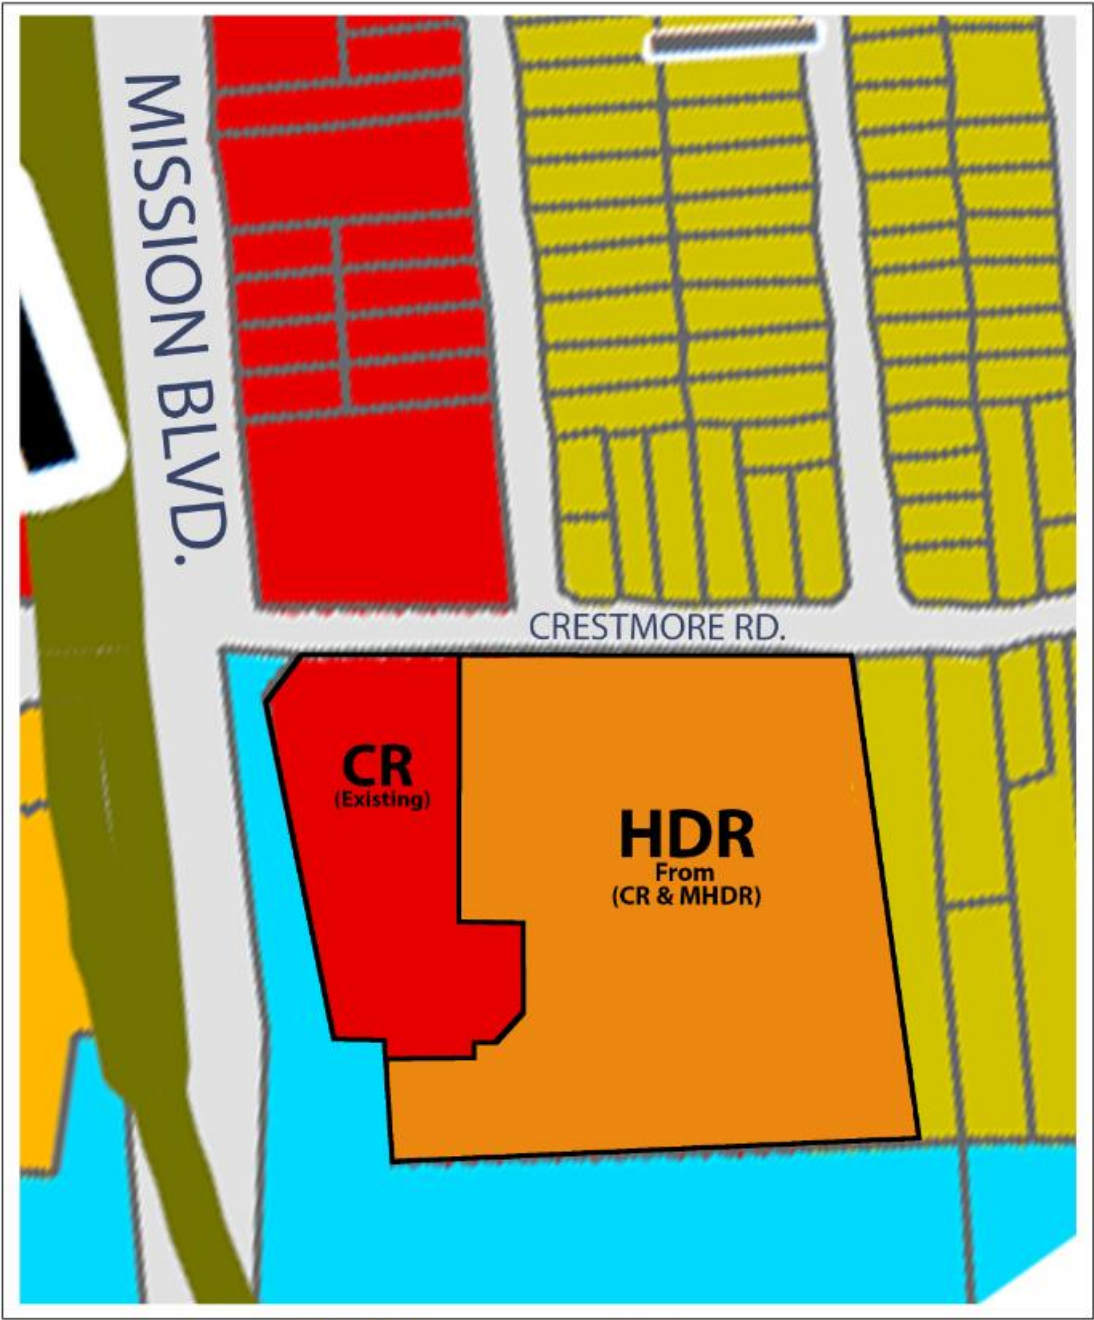 MISSION BLVD.
CRESTMORE RD.
CR
(Existing)
HDR
From
(CR & MHDR)